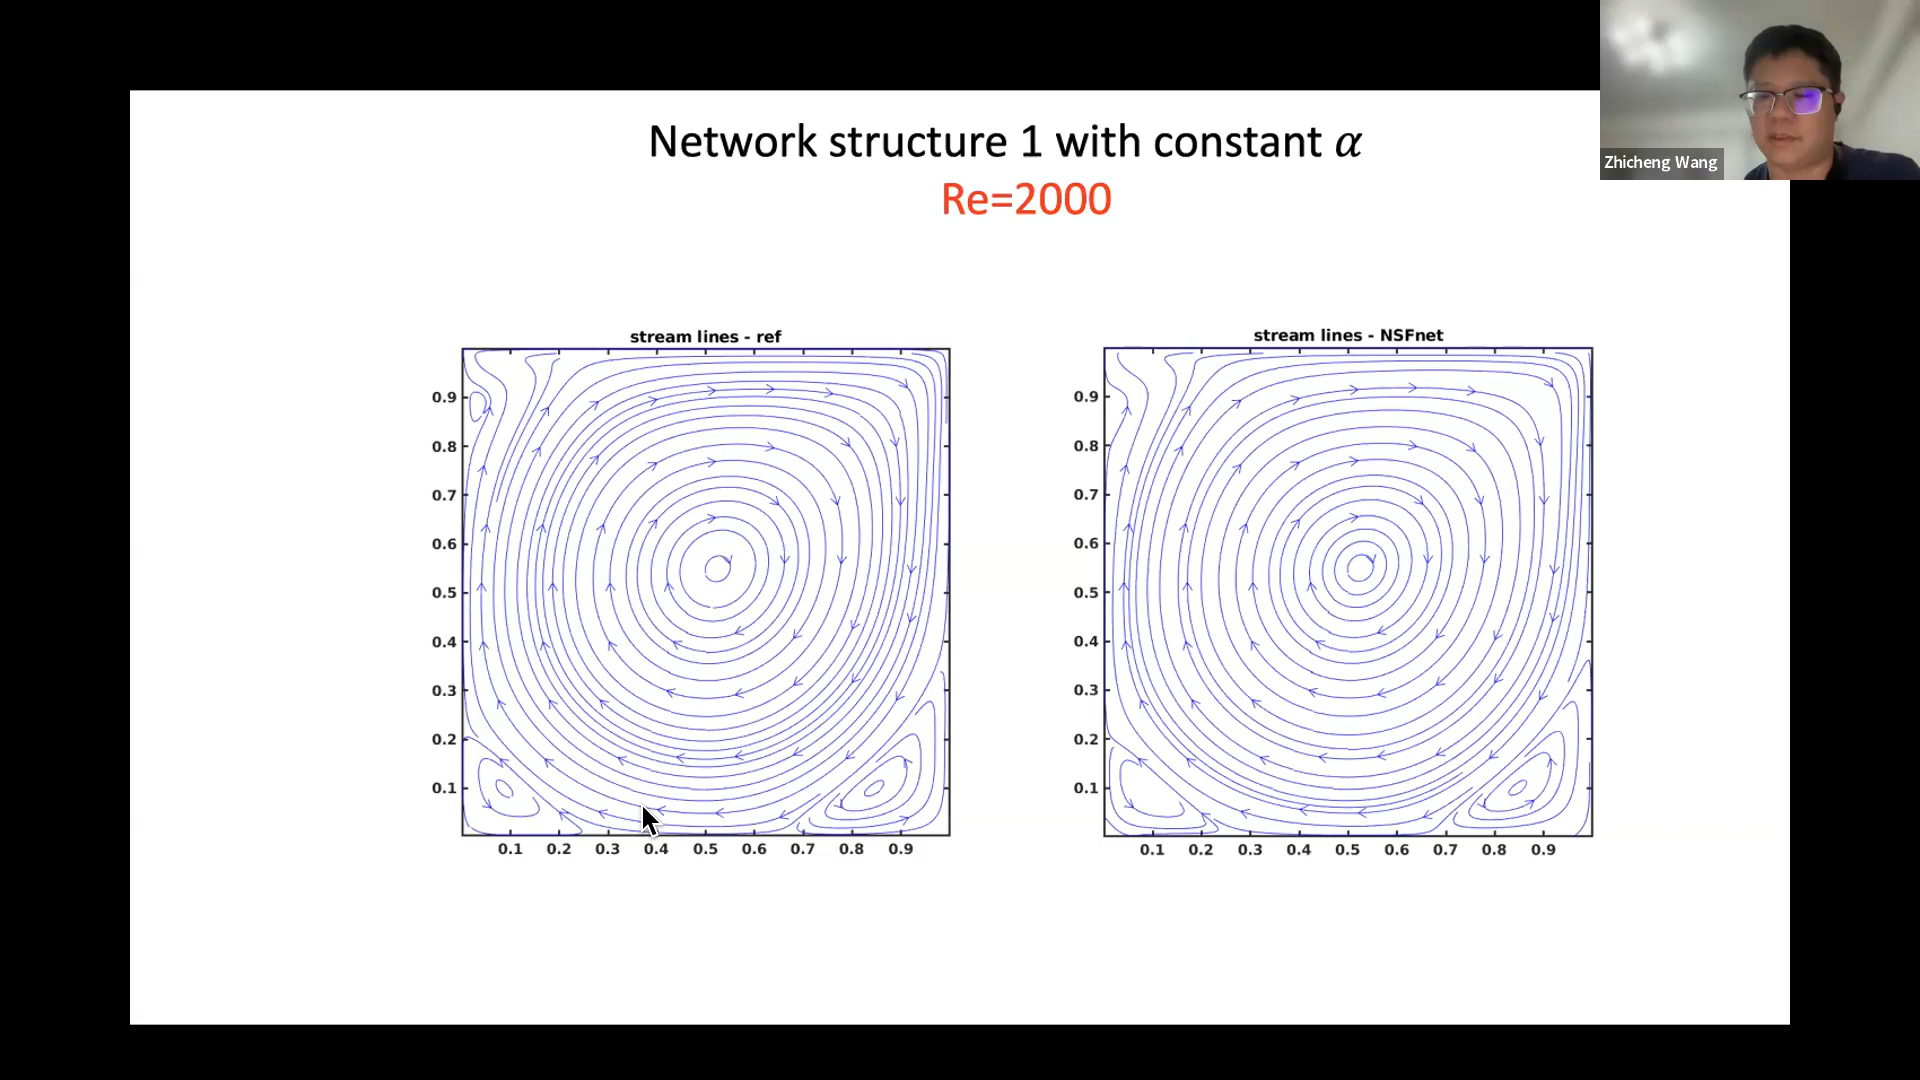 Network structure 1 with constant α
Re=2000
Zhicheng Wang
stream lines - ref
0.9
0.8
0.7
0.6
0.5
0.4
0.3
0.2
0.1
0.1 0.2 0.3 0.4 0.5 0.6 0.7 0.8 0.9
stream lines - NSFnet
0.9
0.8
0.7
0.6
0.5
0.4
0.3
0.2
0.1
0.1 0.2 0.3 0.4 0.5 0.6 0.7 0.8 0.9